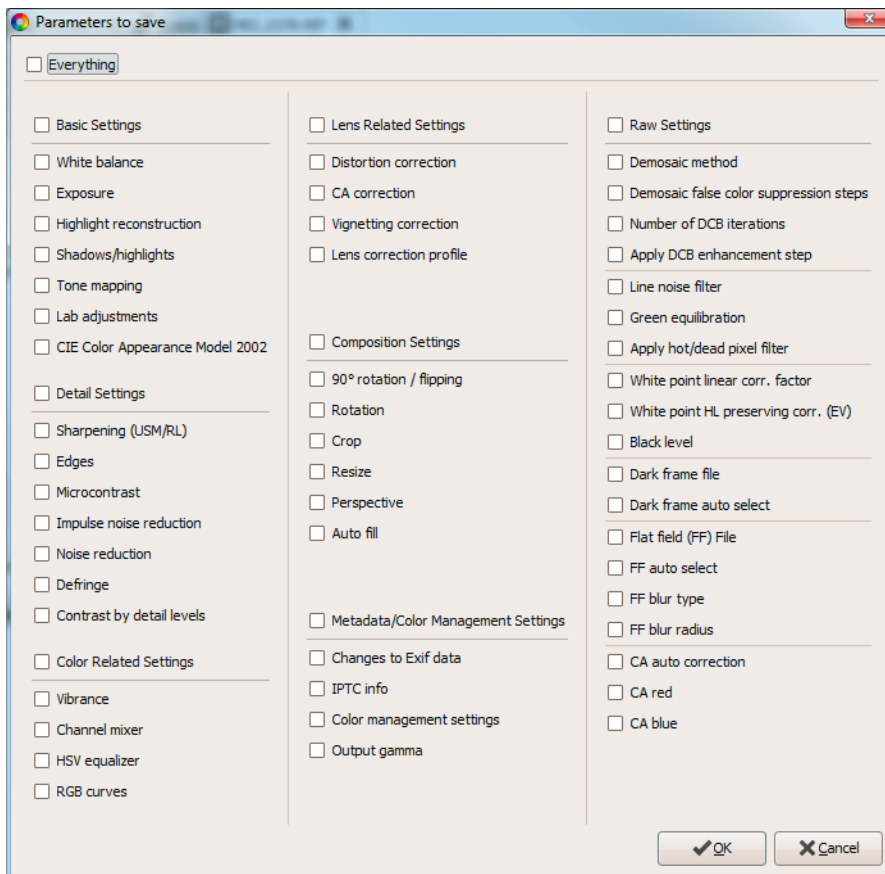 Parameters to save
Everything
Basic Settings
White balance
Exposure
Highlight reconstruction
Shadows/highlights
Tone mapping
Lab adjustments
CIE Color Appearance Model 2002
Detail Settings
Sharpening (USM/RL)
Edges
Microcontrast
Impulse noise reduction
Noise reduction
Defringe
Contrast by detail levels
Color Related Settings
Vibrance
Channel mixer
HSV equalizer
RGB curves
Lens Related Settings
Distortion correction
CA correction
Vignetting correction
Lens correction profile
Composition Settings
90° rotation / flipping
Rotation
Crop
Resize
Perspective
Auto fill
Metadata/Color Management Settings
Changes to Exif data
IPTC info
Color management settings
Output gamma
Raw Settings
Demosaic method
Demosaic false color suppression steps
Number of DCB iterations
Apply DCB enhancement step
Line noise filter
Green equilibration
Apply hot/dead pixel filter
White point linear corr. factor
White point HL preserving corr. (EV)
Black level
Dark frame file
Dark frame auto select
Flat field (FF) File
FF auto select
FF blur type
FF blur radius
CA auto correction
CA red
CA blue
OK
Cancel